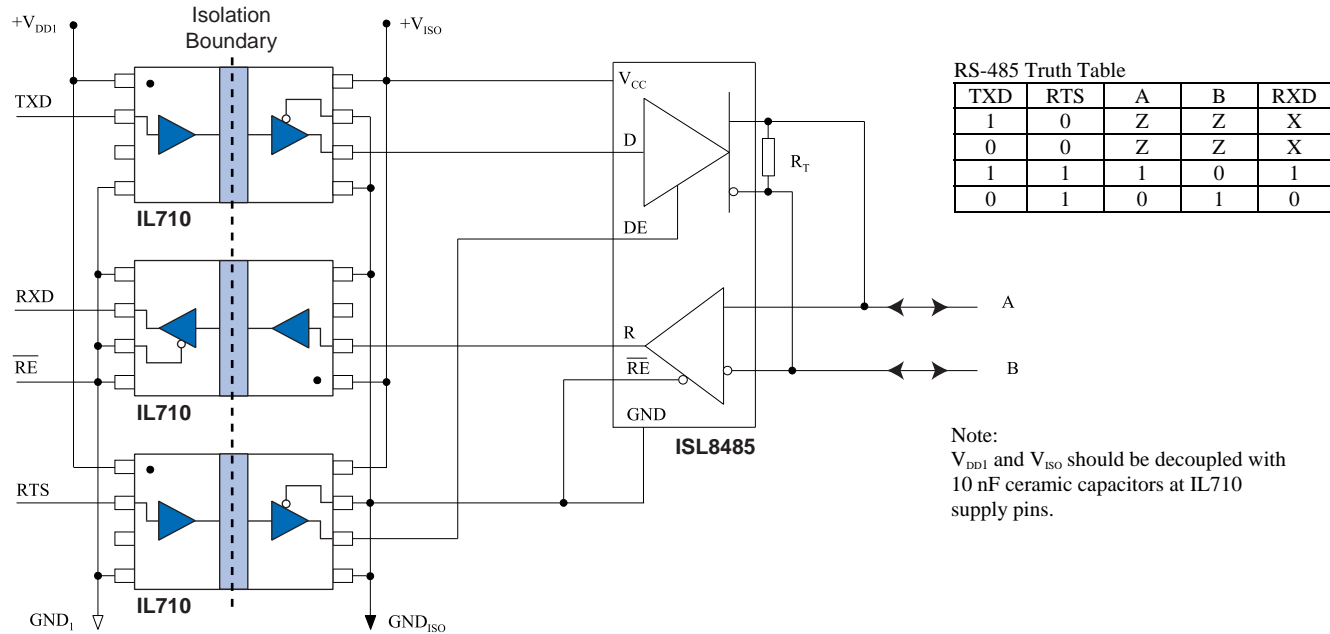 Isolation
Boundary
+VDD1
+VISO
TXD
IL710
RXD
RE
IL710
RTS
IL710
GND1
GNDISO
VCC
D
DE
R
RE
GND
ISL8485
RT
A
B
RS-485 Truth Table
TXD RTS A B RXD
1 0 Z Z X
0 0 Z Z X
1 1 1 0 1
0 1 0 1 0
Note:
VDD1 and VISO should be decoupled with
10 nF ceramic capacitors at IL710
supply pins.